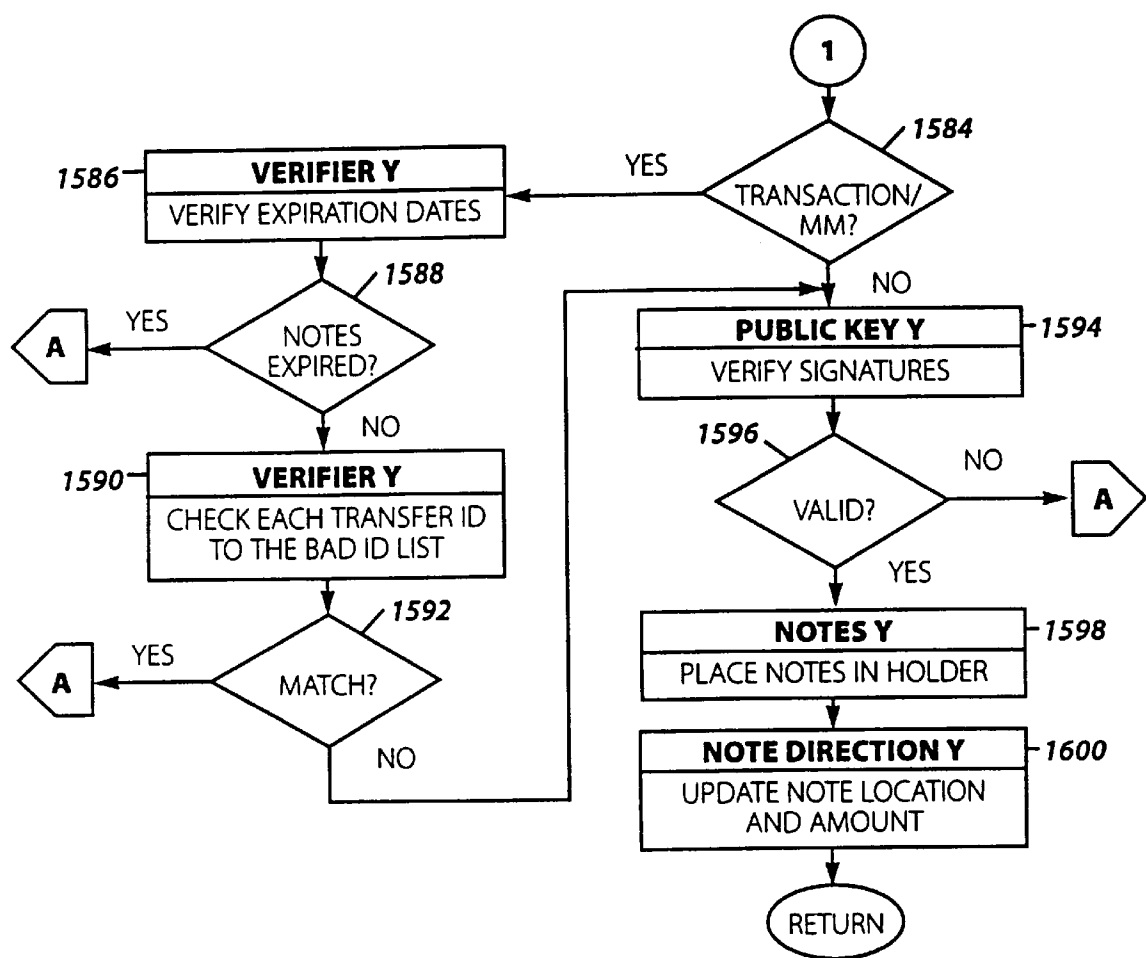 1
1584
TRANSACTION/
MM?
YES
NO
1586
VERIFIER Y
VERIFY EXPIRATION DATES
1588
NOTES
EXPIRED?
YES
A
NO
1590
VERIFIER Y
CHECK EACH TRANSFER ID
TO THE BAD ID LIST
1592
MATCH?
YES
A
NO
PUBLIC KEY Y
1594
VERIFY SIGNATURES
1596
VALID?
NO
A
YES
NOTES Y
1598
PLACE NOTES IN HOLDER
NOTE DIRECTION Y
1600
UPDATE NOTE LOCATION
AND AMOUNT
RETURN